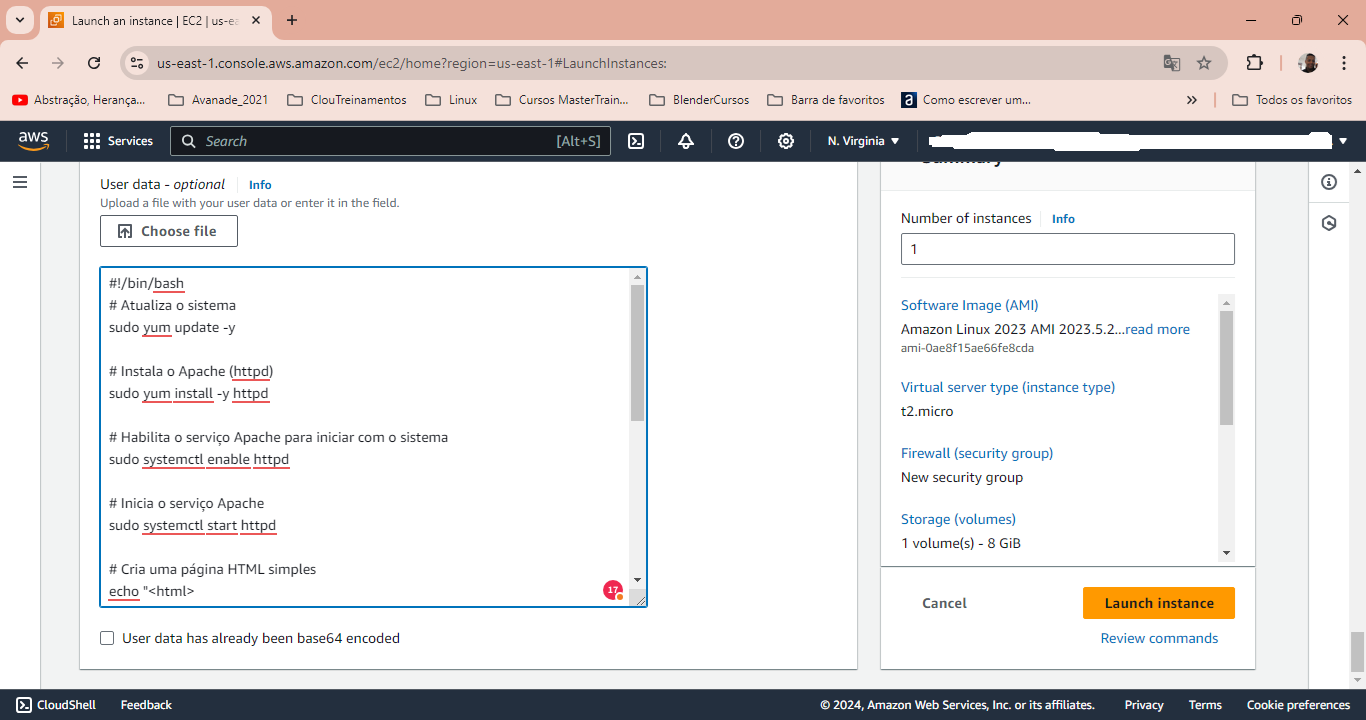 Launch an instance | EC2 | us-ea
us-east-1.console.aws.amazon.com/ec2/home?region=us-east-1#LaunchInstances:
Abstração, Herança...
Avanade_2021
ClouTreinamentos
Linux
Cursos MasterTrain...
BlenderCursos
Barra de favoritos
a
Como escrever um...
Todos os favoritos
aws
Services
Search
[Alt+S]
N. Virginia
User data - optional
Info
Upload a file with your user data or enter it in the field.
Choose file
#!/bin/bash
# Atualiza o sistema
sudo yum update -y
# Instala o Apache (httpd)
sudo yum install -y httpd
# Habilita o serviço Apache para iniciar com o sistema
sudo systemctl enable httpd
# Inicia o serviço Apache
sudo systemctl start httpd
# Cria uma página HTML simples
echo "<html>
17
User data has already been base64 encoded
Summary
Number of instances
Info
1
Software Image (AMI)
Amazon Linux 2023 AMI 2023.5.2...read more
ami-0ae8f15ae66fe8cda
Virtual server type (instance type)
t2.micro
Firewall (security group)
New security group
Storage (volumes)
1 volume(s) - 8 GiB
Cancel
Launch instance
Review commands
CloudShell
Feedback
© 2024, Amazon Web Services, Inc. or its affiliates.
Privacy
Terms
Cookie preferences